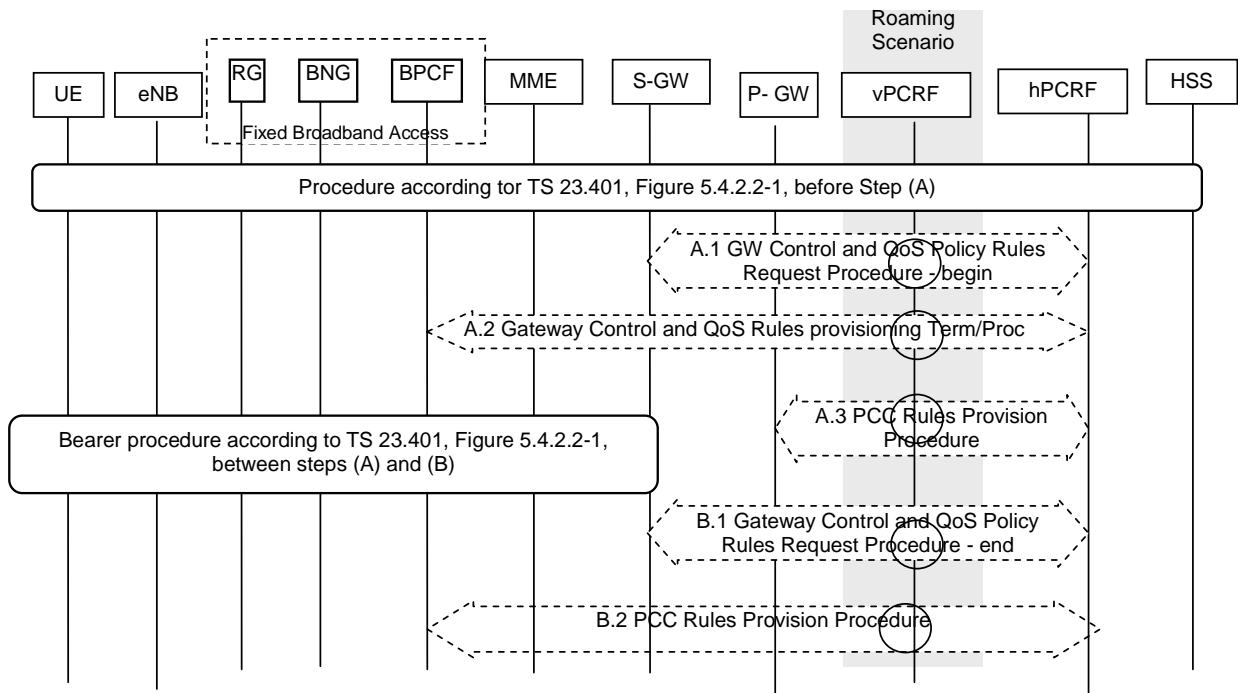 Roaming
Scenario
UE
eNB
RG
BNG
BPCF
MME
S-GW
P- GW
vPCRF
hPCRF
HSS
Fixed Broadband Access
Procedure according tor TS 23.401, Figure 5.4.2.2-1, before Step (A)
A.1 GW Control and QoS Policy Rules
Request Procedure - begin
A.2 Gateway Control and QoS Rules provisioning Term/Proc
A.3 PCC Rules Provision
Procedure
Bearer procedure according to TS 23.401, Figure 5.4.2.2-1,
between steps (A) and (B)
B.1 Gateway Control and QoS Policy
Rules Request Procedure - end
B.2 PCC Rules Provision Procedure